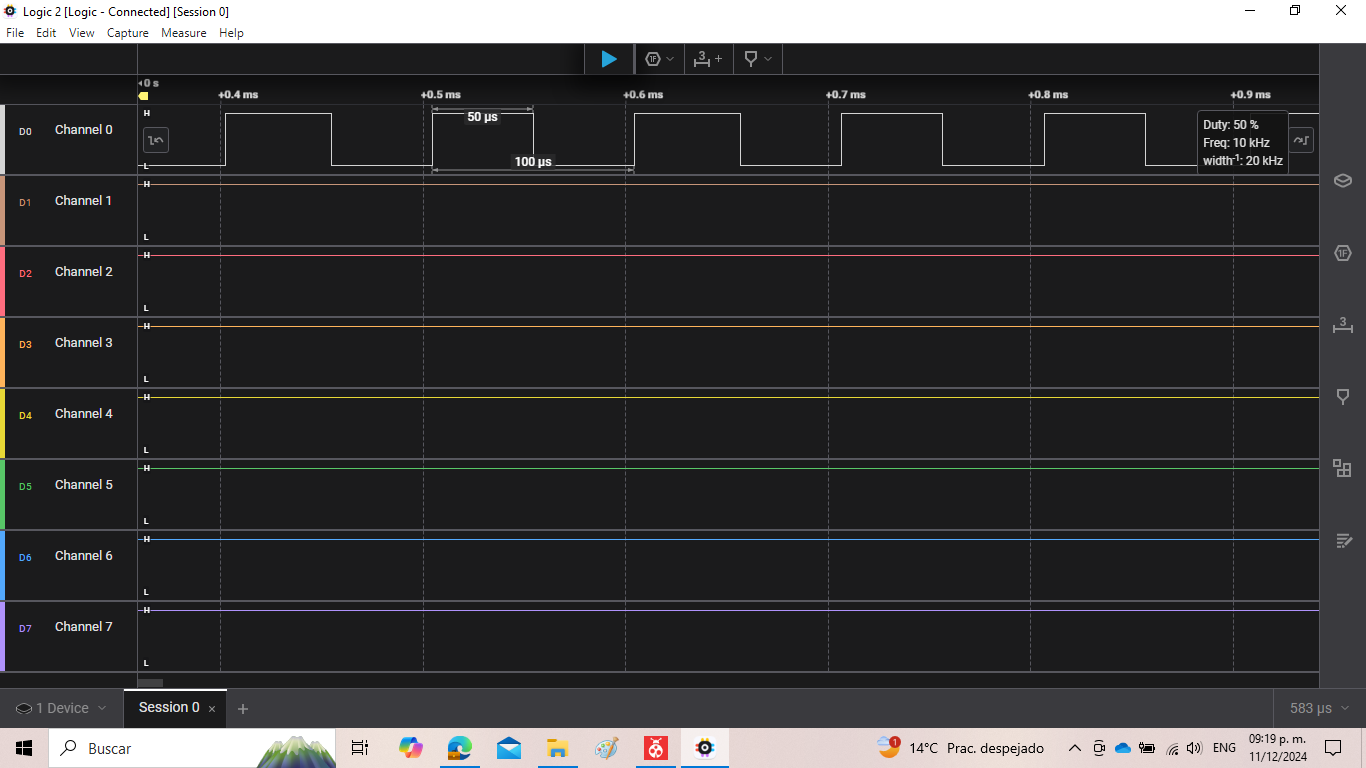 Logic 2 [Logic - Connected] [Session 0]
File Edit View Capture Measure Help
1F 3 +
0 s
+0.4 ms +0.5 ms +0.6 ms +0.7 ms +0.8 ms +0.9 ms
D0 Channel 0 H L
50 µs
100 µs
Duty: 50 %
Freq: 10 kHz
width-1: 20 kHz
D1 Channel 1 H L
D2 Channel 2 H L
D3 Channel 3 H L
D4 Channel 4 H L
D5 Channel 5 H L
D6 Channel 6 H L
D7 Channel 7 H L
1F
3
1 Device Session 0 × + 583 µs
Buscar 1 14°C Prac. despejado ENG 09:19 p. m.
11/12/2024